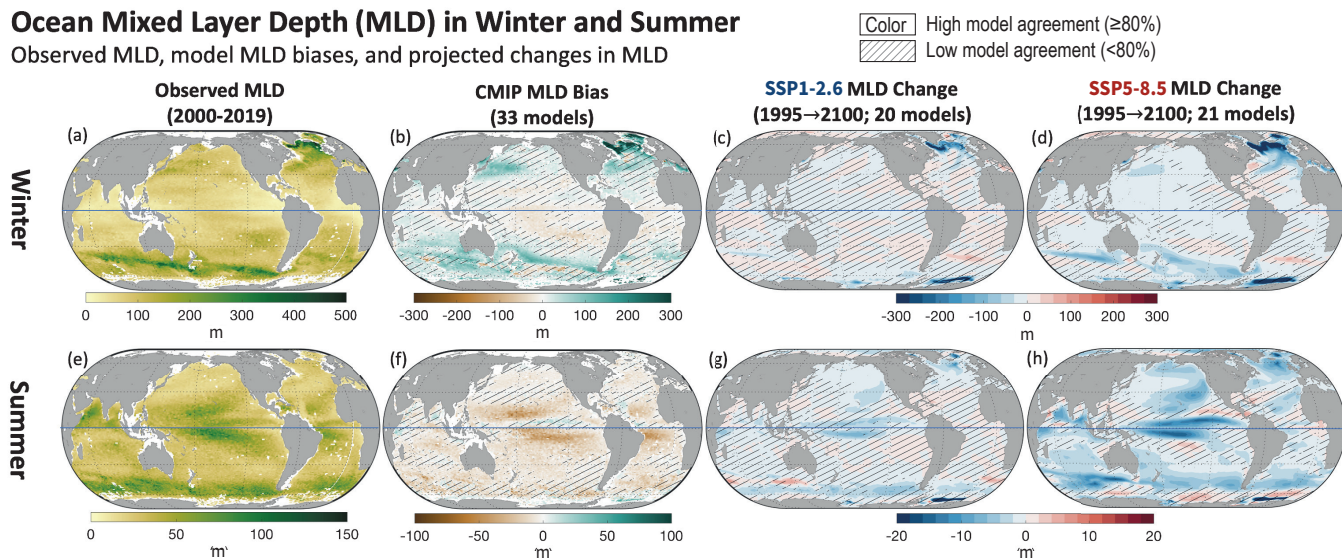 Ocean Mixed Layer Depth (MLD) in Winter and Summer
Observed MLD, model MLD biases, and projected changes in MLD
Color High model agreement (≥80%)
Low model agreement (<80%)
Observed MLD
(2000-2019)
CMIP MLD Bias
(33 models)
SSP1-2.6 MLD Change
(1995→2100; 20 models)
SSP5-8.5 MLD Change
(1995→2100; 21 models)
Winter
(a)
(b)
(c)
(d)
0 100 200 300 400 500
m
-300 -200 -100 0 100 200 300
m
-300 -200 -100 0 100 200 300
m
Summer
(e)
(f)
(g)
(h)
0 50 100 150
'm'
-100 -50 0 50 100
'm'
-20 -10 0 10 20
'm'